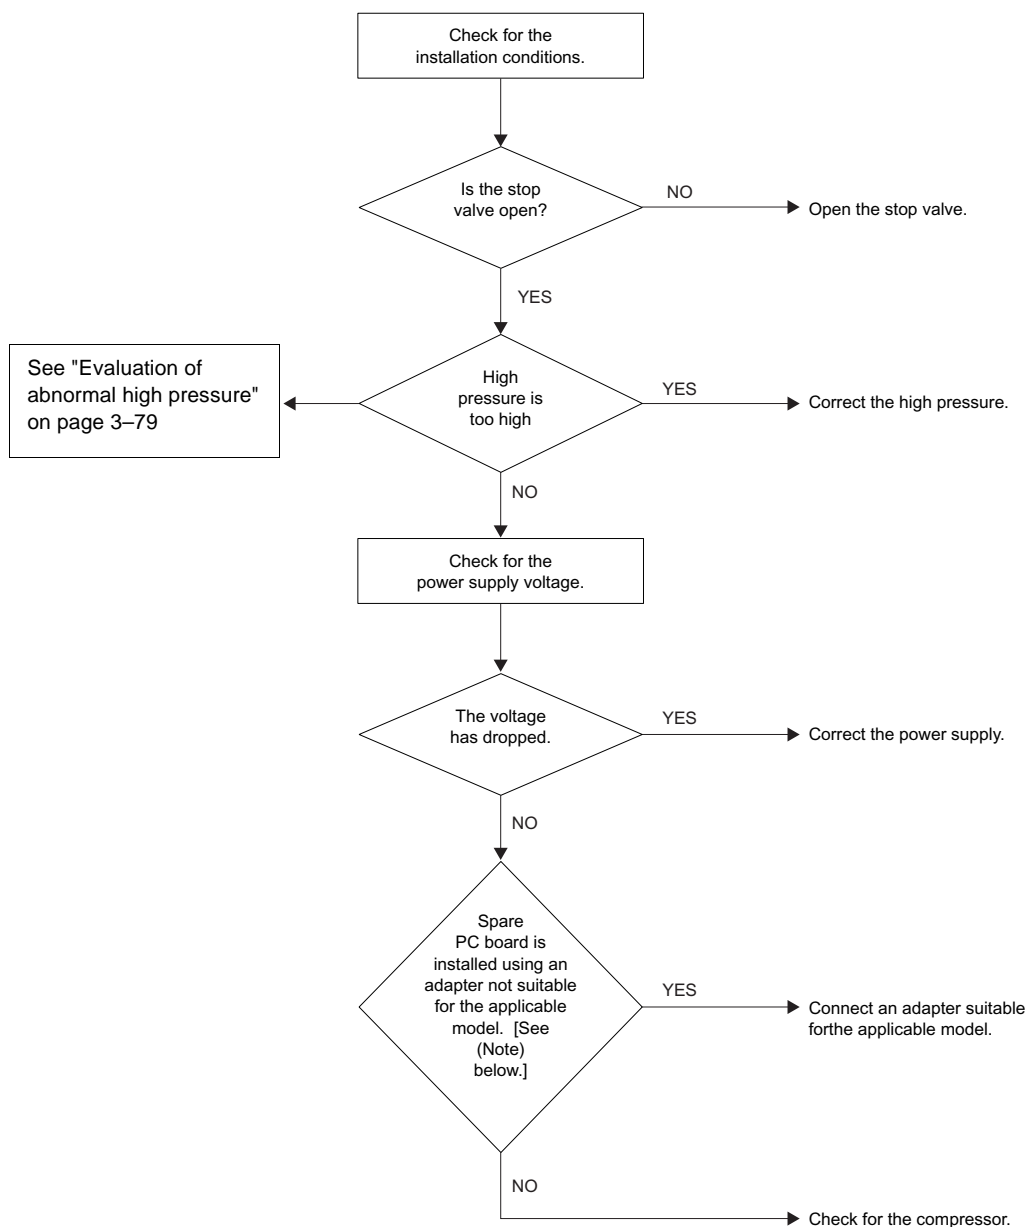 Check for the
installation conditions.
Is the stop
valve open?
NO
Open the stop valve.
YES
See "Evaluation of
abnormal high pressure"
on page 3–79
High
pressure is
too high
YES
Correct the high pressure.
NO
Check for the
power supply voltage.
The voltage
has dropped.
YES
Correct the power supply.
NO
Spare
PC board is
installed using an
adapter not suitable
for the applicable
model. [See
(Note)
below.]
YES
Connect an adapter suitable
forthe applicable model.
NO
Check for the compressor.